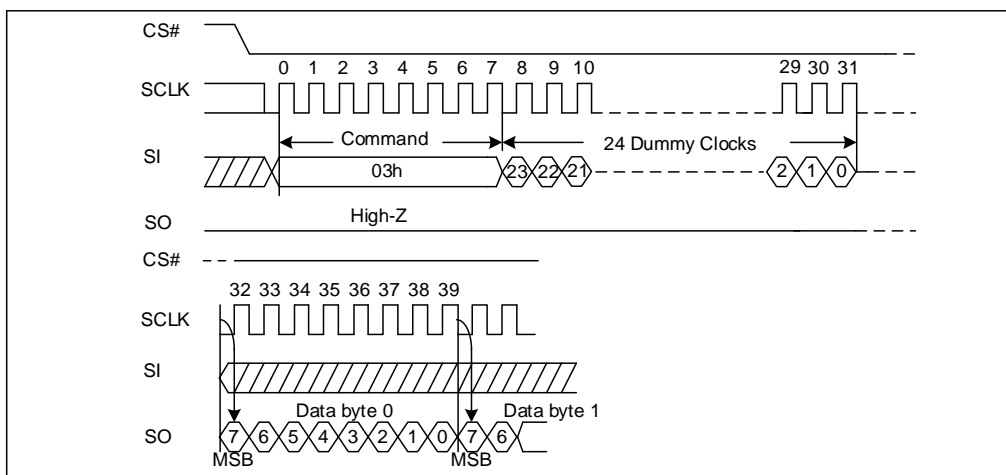 CS#
0 1 2 3 4 5 6 7 8 9 10 29 30 31
SCLK
Command 24 Dummy Clocks
SI
03h 23 22 21 2 1 0
High-Z
SO
CS#
32 33 34 35 36 37 38 39
SCLK
SI
Data byte 0 Data byte 1
SO 7 6 5 4 3 2 1 0 7 6
MSB MSB